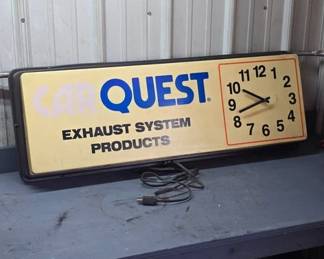 CARQUEST®
EXHAUST SYSTEM
PRODUCTS
12
11 1
10 2
9 3
8 4
7 5
6